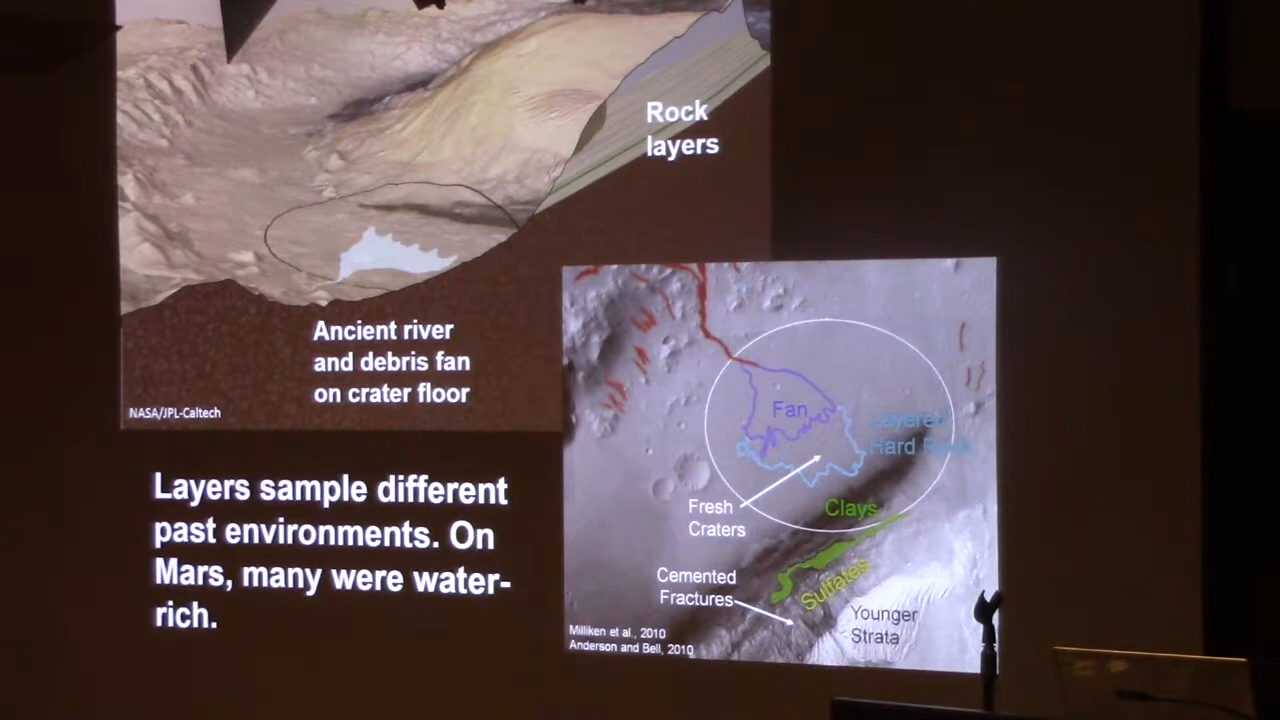 Rock
layers
Ancient river
and debris fan
on crater floor
NASA/JPL-Caltech
Layers sample different
past environments. On
Mars, many were water-
rich.
Fan
Layered
Hard Rock
Fresh
Craters
Clays
Cemented
Fractures
Sulfates
Younger
Strata
Milliken et al., 2010
Anderson and Bell, 2010